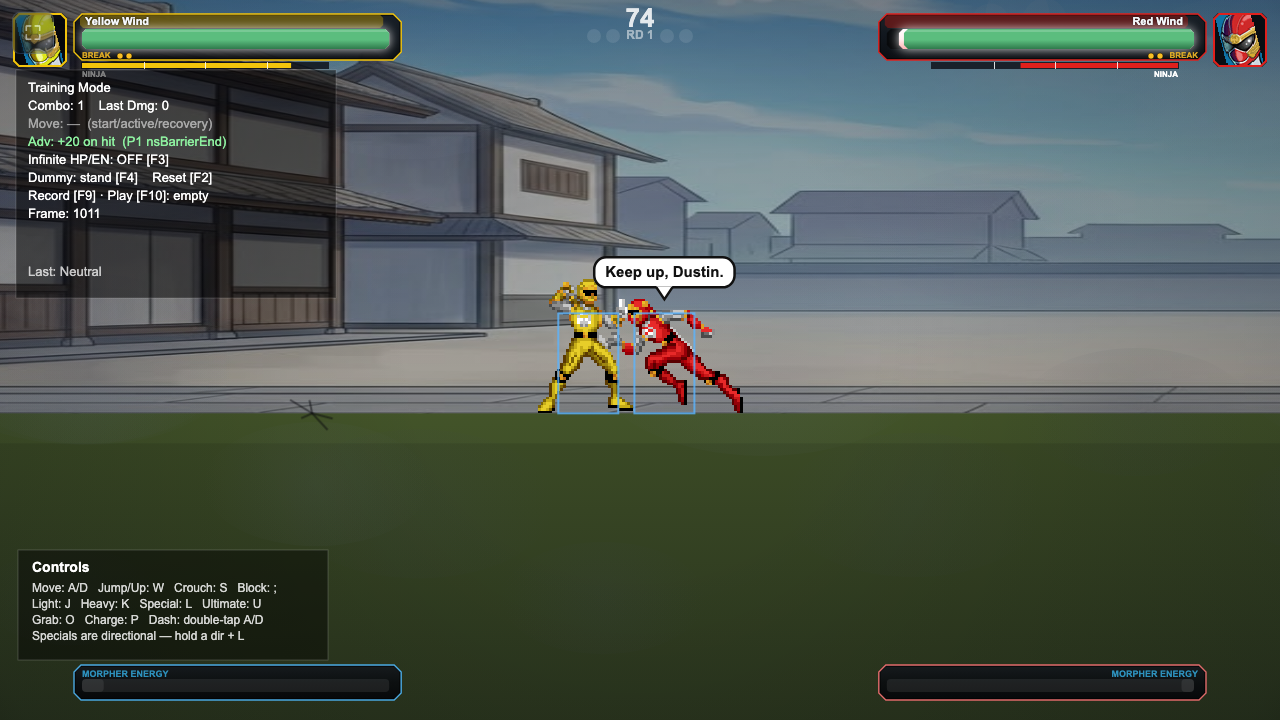 74
RD 1
Yellow Wind
BREAK
NINJA
Red Wind
BREAK
NINJA
Training Mode
Combo: 1 Last Dmg: 0
Move: — (start/active/recovery)
Adv: +20 on hit (P1 nsBarrierEnd)
Infinite HP/EN: OFF [F3]
Dummy: stand [F4] Reset [F2]
Record [F9] · Play [F10]: empty
Frame: 1011
Last: Neutral
Keep up, Dustin.
Controls
Move: A/D Jump/Up: W Crouch: S Block: ;
Light: J Heavy: K Special: L Ultimate: U
Grab: O Charge: P Dash: double-tap A/D
Specials are directional — hold a dir + L
MORPHER ENERGY
MORPHER ENERGY